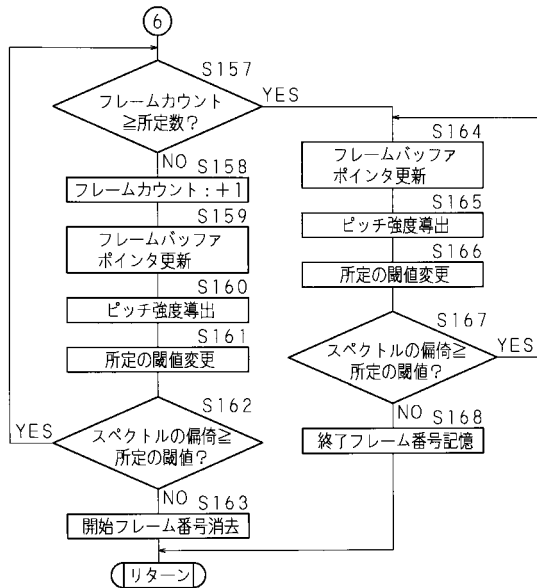 6
S157
フレームカウント
≧所定数?
YES
NO
S158
フレームカウント:+1
S159
フレームバッファ
ポインタ更新
S160
ピッチ強度導出
S161
所定の閾値変更
S162
YES
スペクトルの偏倚≧
所定の閾値?
NO
S163
開始フレーム番号消去
リターン
S164
フレームバッファ
ポインタ更新
S165
ピッチ強度導出
S166
所定の閾値変更
S167
スペクトルの偏倚≧
所定の閾値?
YES
NO
S168
終了フレーム番号記憶